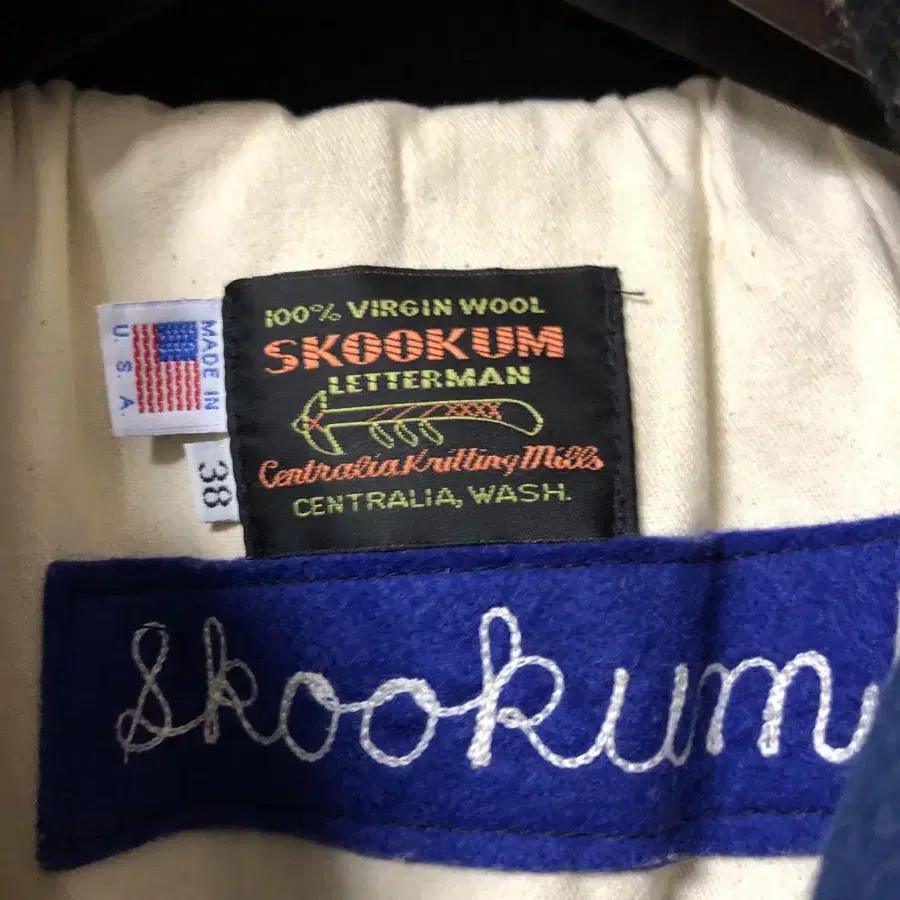 MADE IN
U.S.A.
38
100% VIRGIN WOOL
SKOOKUM
LETTERMAN
Centralia Knitting Mills
CENTRALIA, WASH.
Skookum